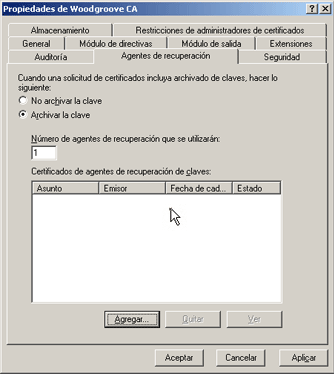 Propiedades de Woodgroove CA
Almacenamiento Restricciones de administradores de certificados
General Módulo de directivas Módulo de salida Extensiones
Auditoría Agentes de recuperación Seguridad
Cuando una solicitud de certificados incluya archivado de claves, hacer lo
siguiente:
No archivar la clave
Archivar la clave
Número de agentes de recuperación que se utilizarán:
1
Certificados de agentes de recuperación de claves:
Asunto Emisor Fecha de cad... Estado
Agregar... Quitar Ver
Aceptar Cancelar Aplicar